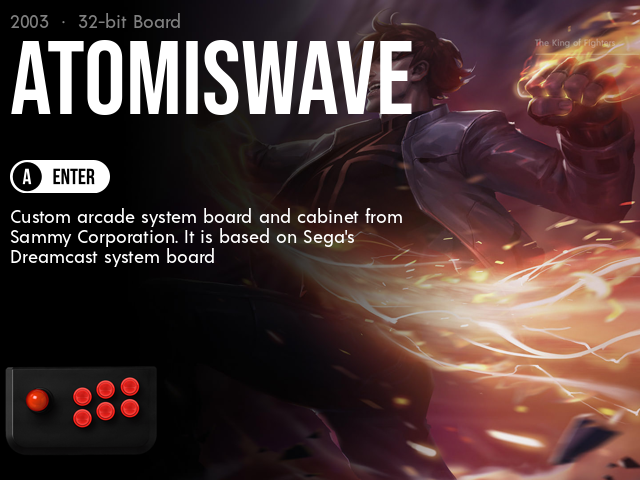 2003 · 32-bit Board
The King of Fighters
ATOMISWAVE
A ENTER
Custom arcade system board and cabinet from
Sammy Corporation. It is based on Sega's
Dreamcast system board